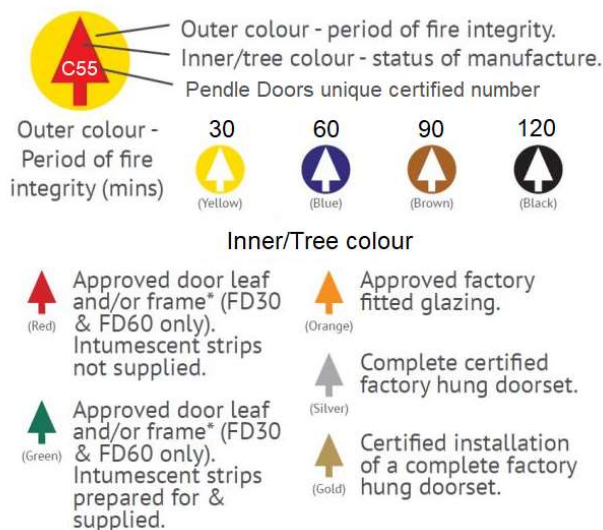 Outer colour - period of fire integrity.
Inner/tree colour - status of manufacture.
C55
Pendle Doors unique certified number
Outer colour -
Period of fire
integrity (mins)
30
60
90
120
(Yellow)
(Blue)
(Brown)
(Black)
Inner/Tree colour
(Red)
Approved door leaf
and/or frame* (FD30
& FD60 only).
Intumescent strips
not supplied.
(Green)
Approved door leaf
and/or frame* (FD30
& FD60 only).
Intumescent strips
prepared for &
supplied.
(Orange)
Approved factory
fitted glazing.
(Silver)
Complete certified
factory hung doorset.
(Gold)
Certified installation
of a complete factory
hung doorset.